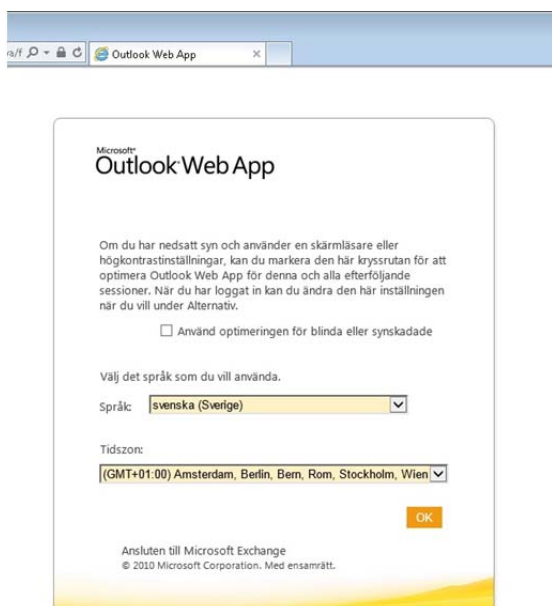 va/f
Outlook Web App
Microsoft®
Outlook Web App
Om du har nedsatt syn och använder en skärmläsare eller
högkontrastinställningar, kan du markera den här kryssrutan för att
optimera Outlook Web App för denna och alla efterföljande
sessioner. När du har loggat in kan du ändra den här inställningen
när du vill under Alternativ.
Använd optimeringen för blinda eller synskadade
Välj det språk som du vill använda.
Språk: svenska (Sverige)
Tidszon:
(GMT+01:00) Amsterdam, Berlin, Bern, Rom, Stockholm, Wien
OK
Ansluten till Microsoft Exchange
© 2010 Microsoft Corporation. Med ensamrätt.